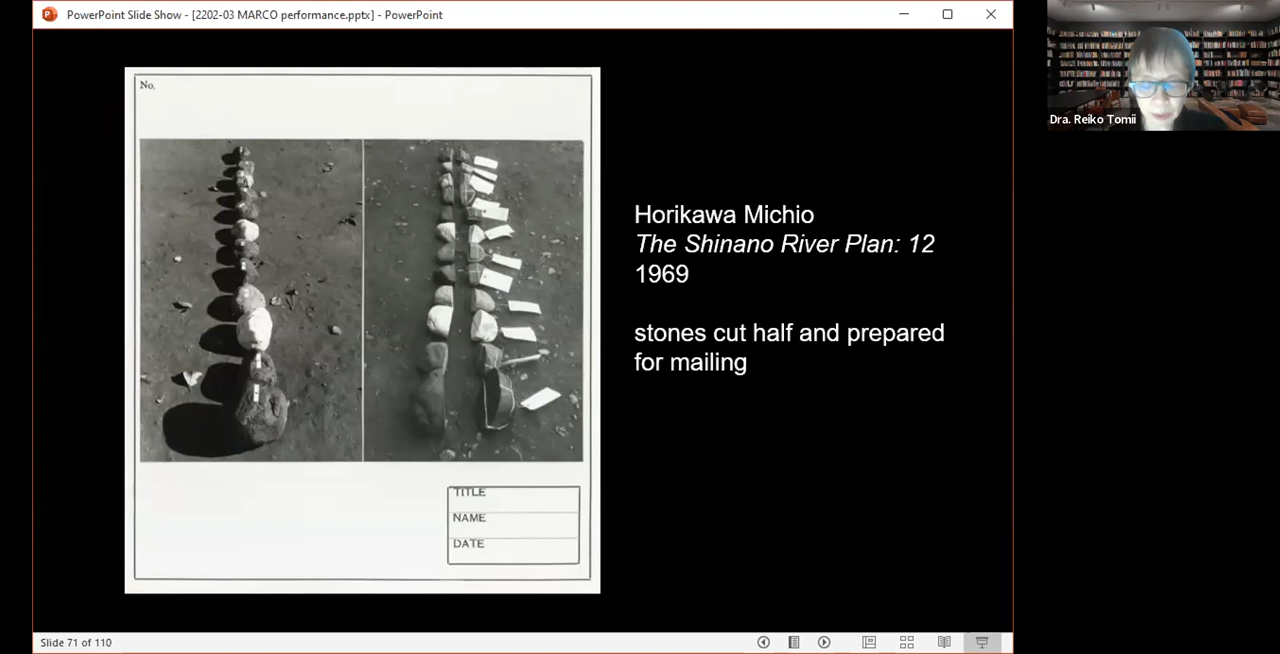 PowerPoint Slide Show - [2202-03 MARCO performance.pptx] - PowerPoint
Dra. Reiko Tomii
No.
Horikawa Michio
The Shinano River Plan: 12
1969
stones cut half and prepared
for mailing
TITLE
NAME
DATE
Slide 71 of 110